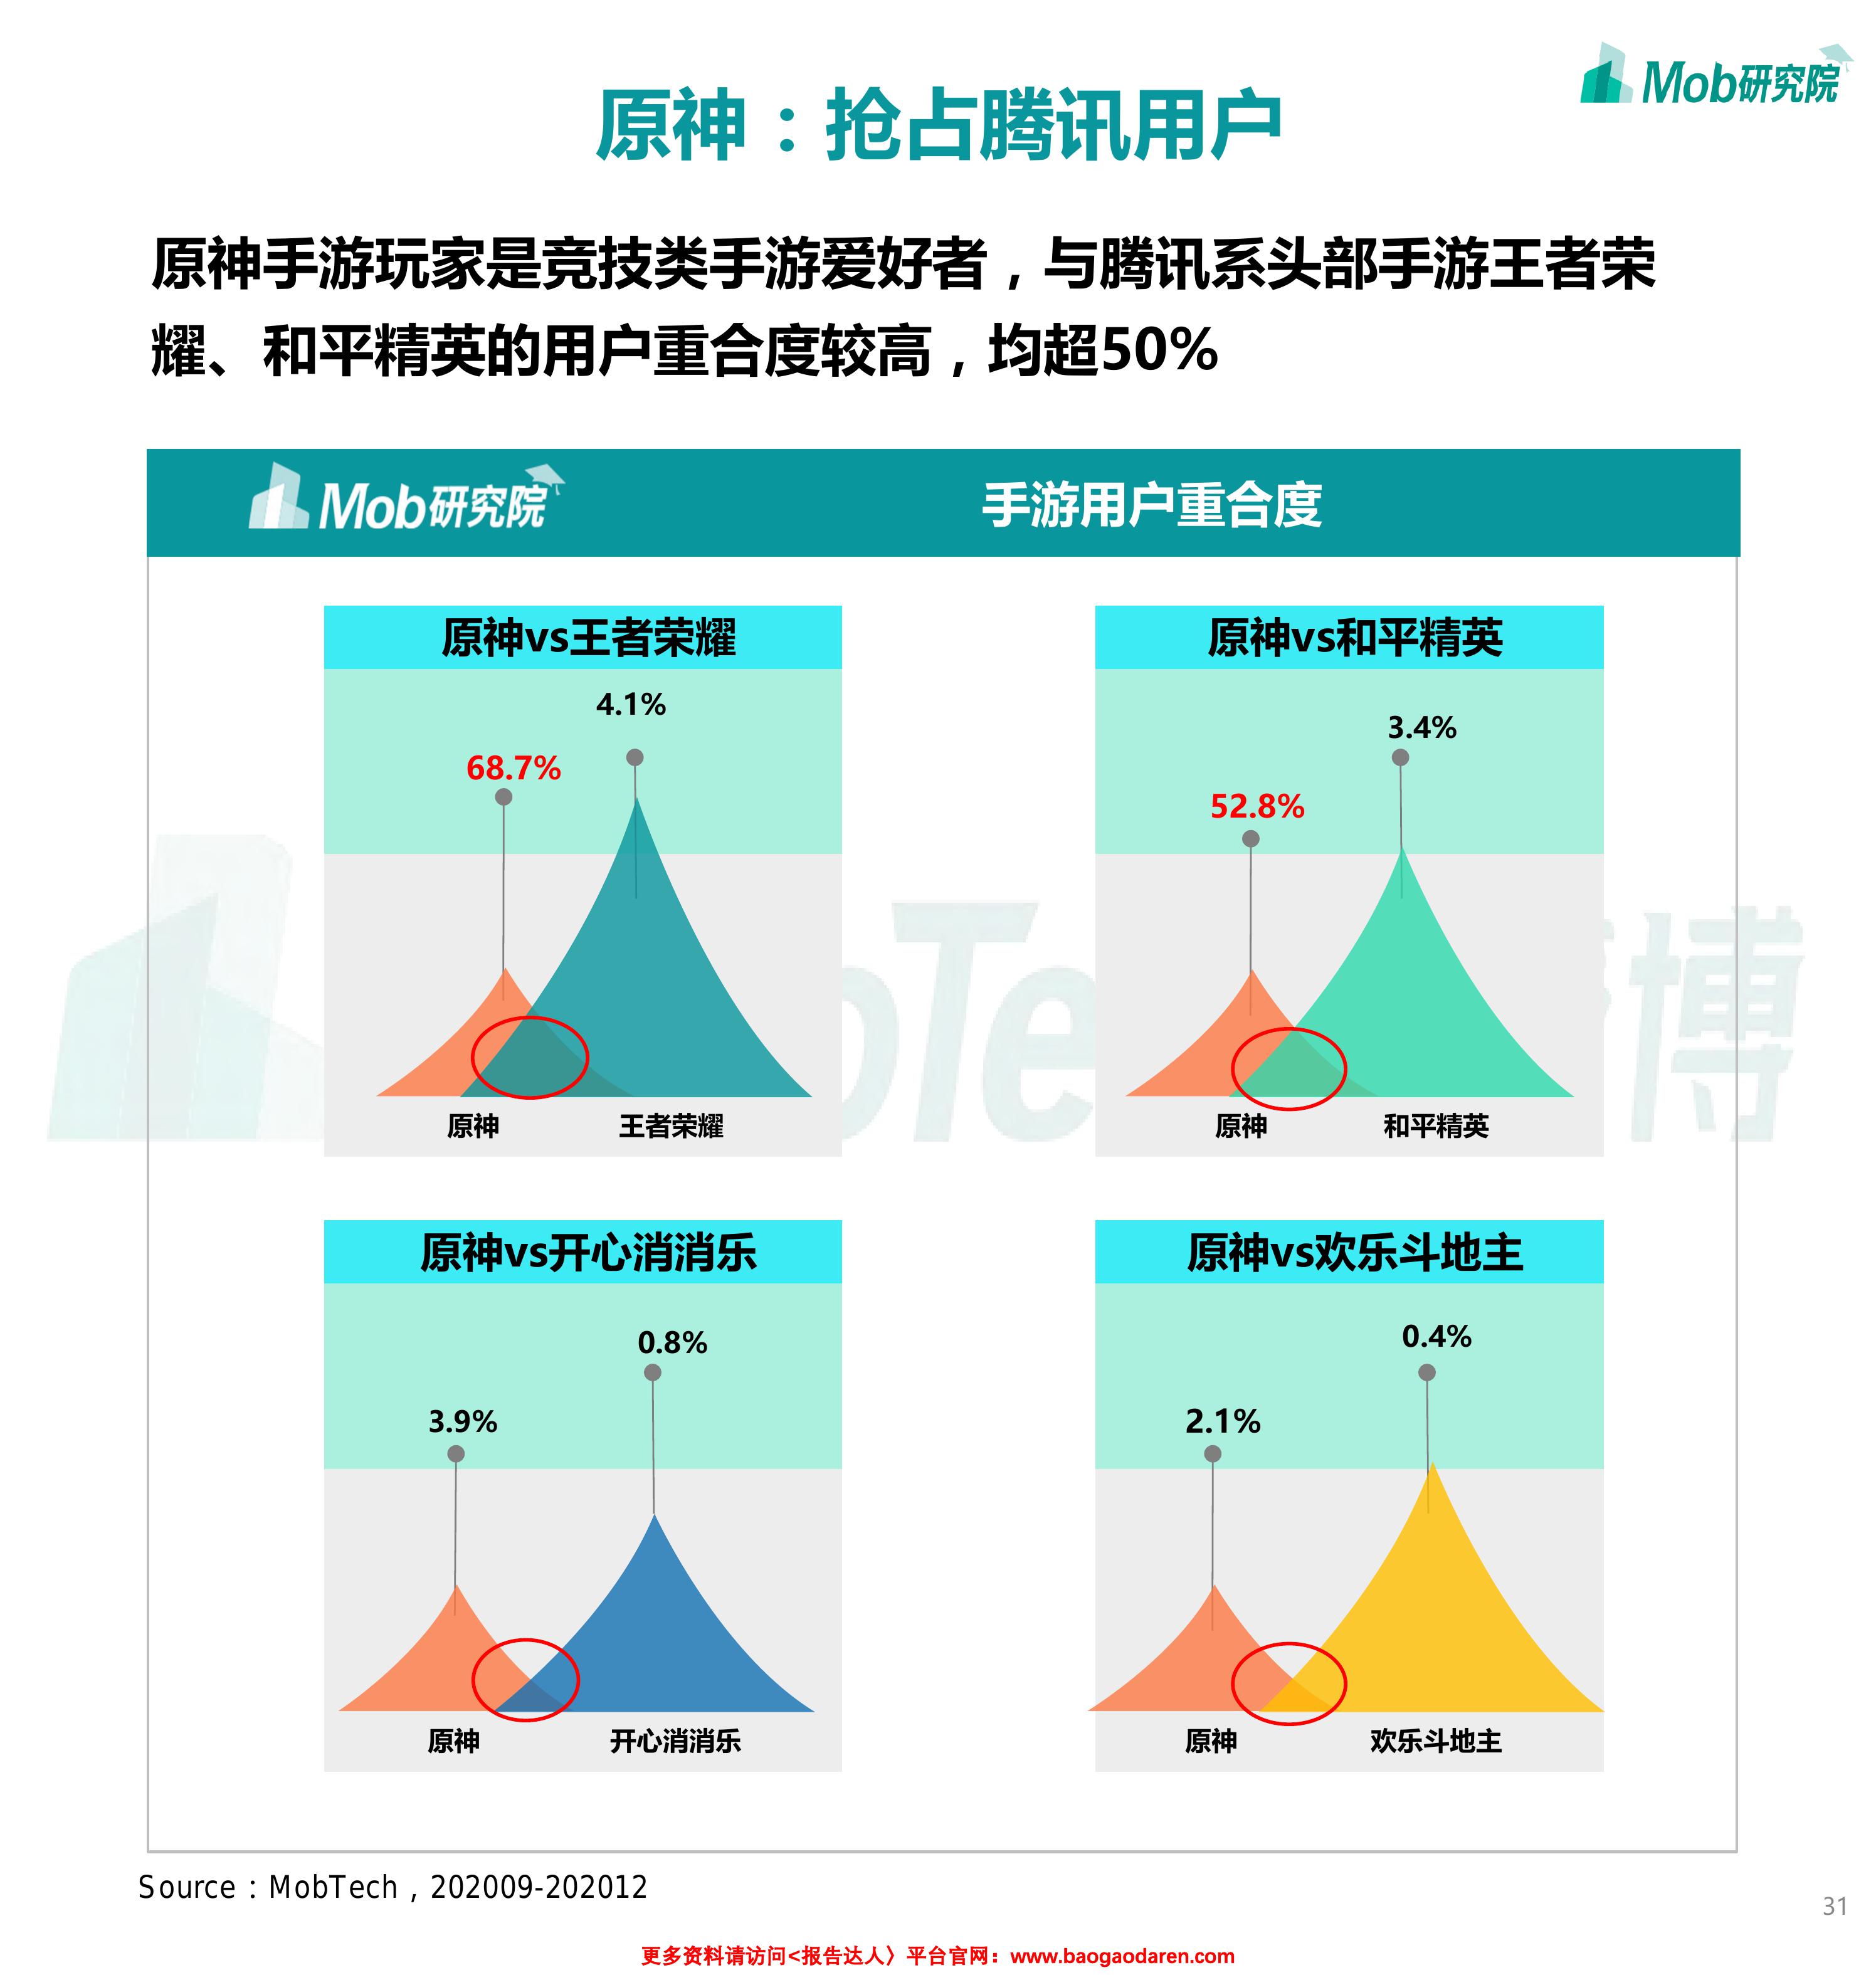 Mob研究院
原神：抢占腾讯用户
原神手游玩家是竞技类手游爱好者，与腾讯系头部手游王者荣
耀、和平精英的用户重合度较高，均超50%
Mob研究院
手游用户重合度
原神vs王者荣耀
4.1%
68.7%
原神
王者荣耀
原神vs和平精英
3.4%
52.8%
原神
和平精英
原神vs开心消消乐
0.8%
3.9%
原神
开心消消乐
原神vs欢乐斗地主
0.4%
2.1%
原神
欢乐斗地主
Source：MobTech，202009-202012
31
更多资料请访问<报告达人〉平台官网：www.baogaodaren.com